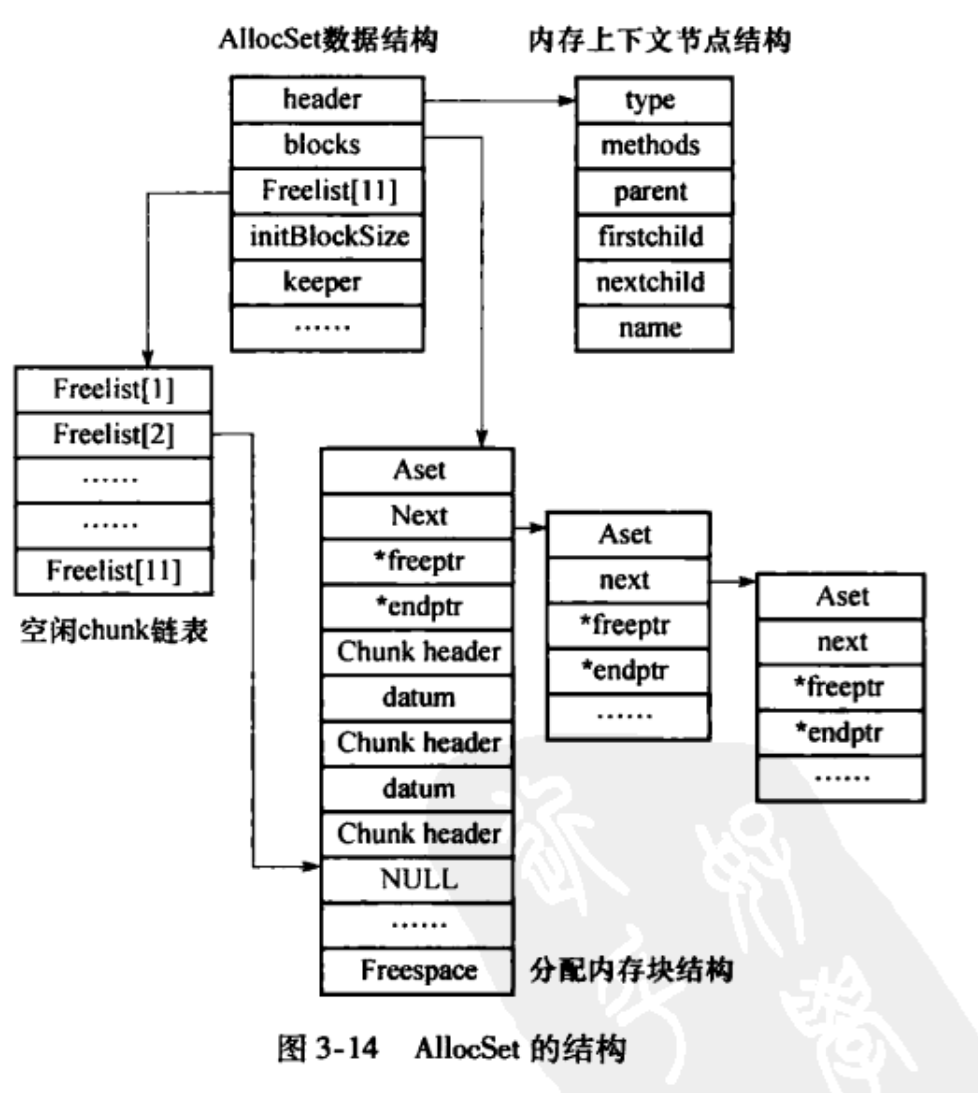 AllocSet数据结构
header
blocks
Freelist[11]
initBlockSize
keeper
……
内存上下文节点结构
type
methods
parent
firstchild
nextchild
name
Freelist[1]
Freelist[2]
……
……
Freelist[11]
空闲chunk链表
Aset
Next
*freeptr
*endptr
Chunk header
datum
Chunk header
datum
Chunk header
NULL
……
Freespace
分配内存块结构
Aset
next
*freeptr
*endptr
……
Aset
next
*freeptr
*endptr
……
图 3-14 AllocSet 的结构